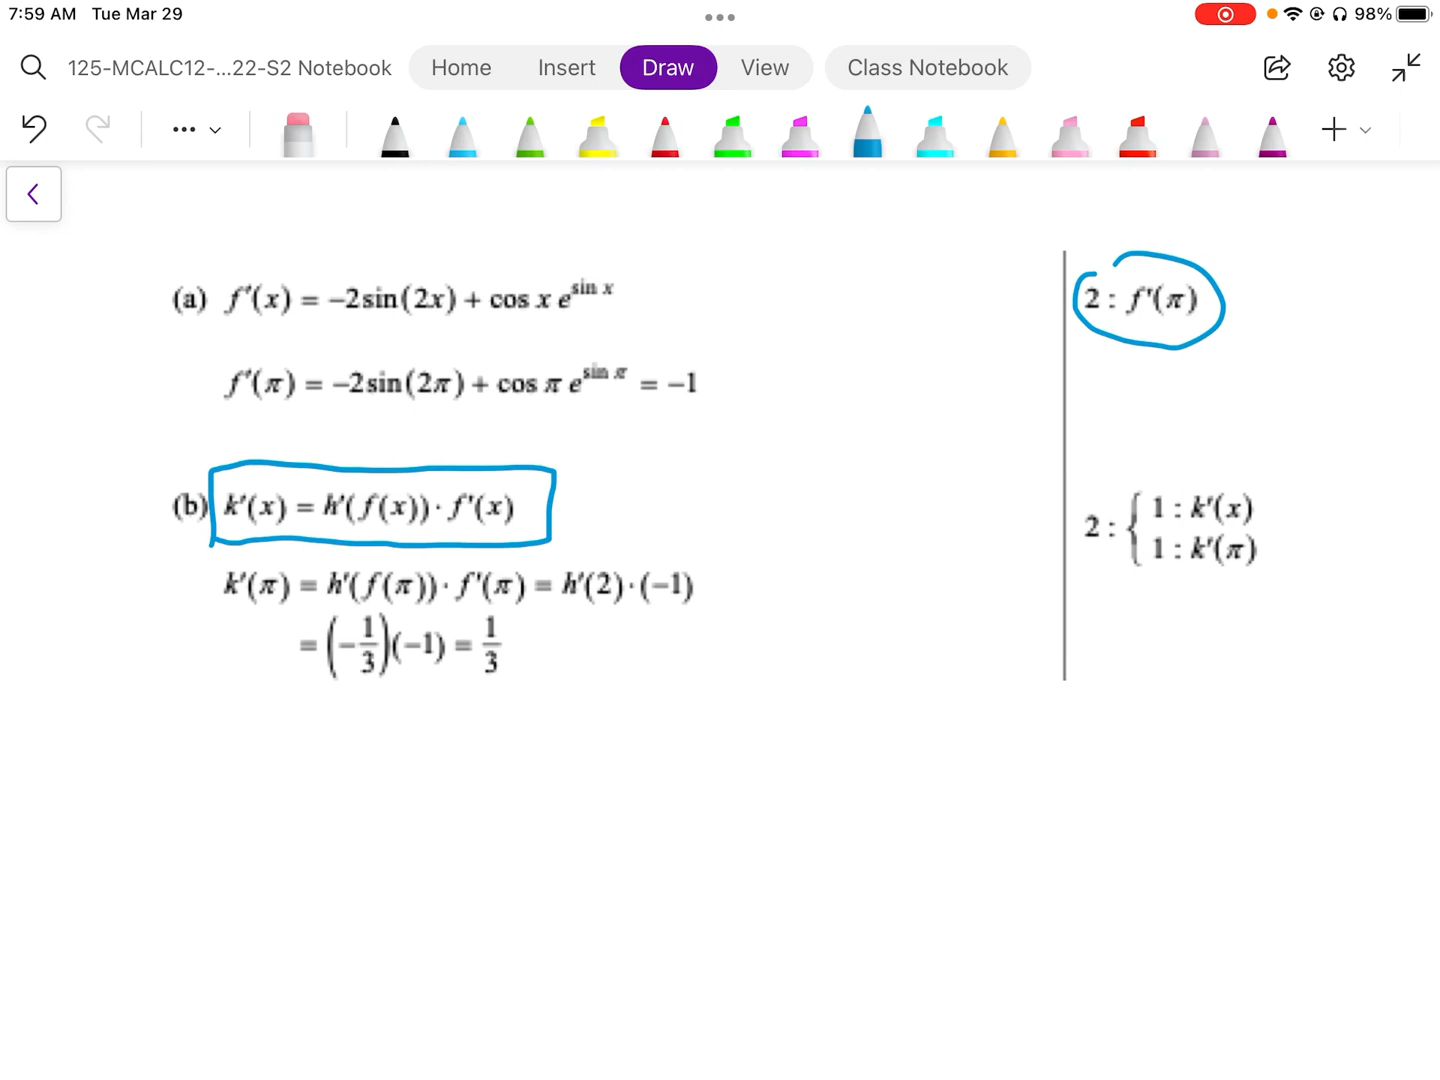 7:59 AM Tue Mar 29
98%
125-MCALC12-...22-S2 Notebook
Home
Insert
Draw
View
Class Notebook
(a) f′(x) = −2sin(2x) + cos x e^{sin x}
2 : f′(π)
f′(π) = −2sin(2π) + cos π e^{sin π} = −1
(b) k′(x) = h′(f(x)) · f′(x)
2 : { 1 : k′(x)
1 : k′(π)
k′(π) = h′(f(π)) · f′(π) = h′(2) · (−1)
= (−1/3)(−1) = 1/3